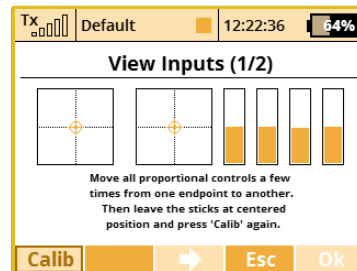 Tx Default 12:22:36 64%
View Inputs (1/2)
Move all proportional controls a few
times from one endpoint to another.
Then leave the sticks at centered
position and press 'Calib' again.
Calib Esc Ok